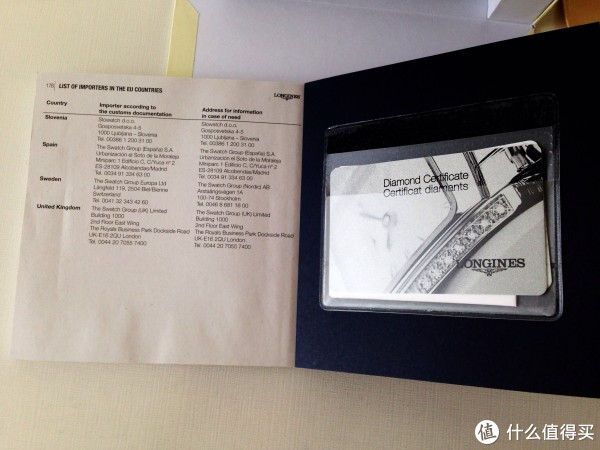 176 LIST OF IMPORTERS IN THE EU COUNTRIES
LONGINES
Country
Importer according to
the customs documentation
Address for information
in case of need
Slovenia
Slowatch d.o.o.
Gosposvetska 4-5
1000 Ljubljana – Slovenia
Tel. 00386 1 200 31 00
Slowatch d.o.o.
Gosposvetska 4-5
1000 Ljubljana – Slovenia
Tel. 00386 1 200 31 00
Spain
The Swatch Group (España) S.A.
Urbanización el Soto de la Moraleja
Miniparc 1 Edificio C, C/Yuca nº 2
ES-28109 Alcobendas/Madrid
Tel. 0034 91 334 63 00
The Swatch Group (España) S.A.
Urbanización el Soto de la Moraleja
Miniparc 1 Edificio C, C/Yuca nº 2
ES-28109 Alcobendas/Madrid
Tel. 0034 91 334 63 00
Sweden
The Swatch Group Europa Ltd
Längfeld 119, 2504 Biel/Bienne
Switzerland
Tel. 0041 32 343 42 60
The Swatch Group (Nordic) AB
Anstalingsvägen 1A
100-74 Stockholm
Tel. 0046 8 681 18 00
United Kingdom
The Swatch Group (UK) Limited
Building 1000
2nd Floor East Wing
The Royals Business Park Dockside Road
UK-E16 2QU London
Tel. 0044 20 7055 7400
The Swatch Group (UK) Limited
Building 1000
2nd Floor East Wing
The Royals Business Park Dockside Road
UK-E16 2QU London.
Tel. 0044 20 7055 7400
Diamond Certificate
Certificat diamants
LONGINES
值 什么值得买